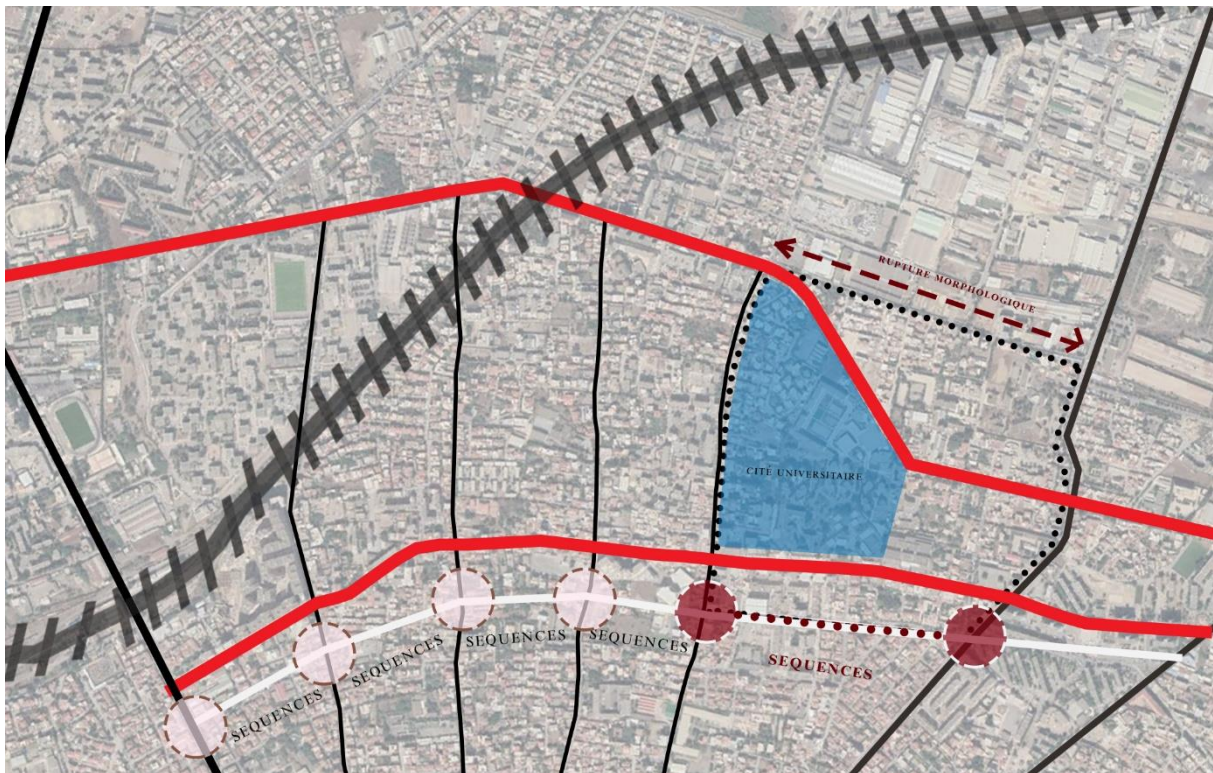 RUPTURE MORPHOLOGIQUE
CITÉ UNIVERSITAIRE
SEQUENCES
SEQUENCES
SEQUENCES
SEQUENCES
SEQUENCES